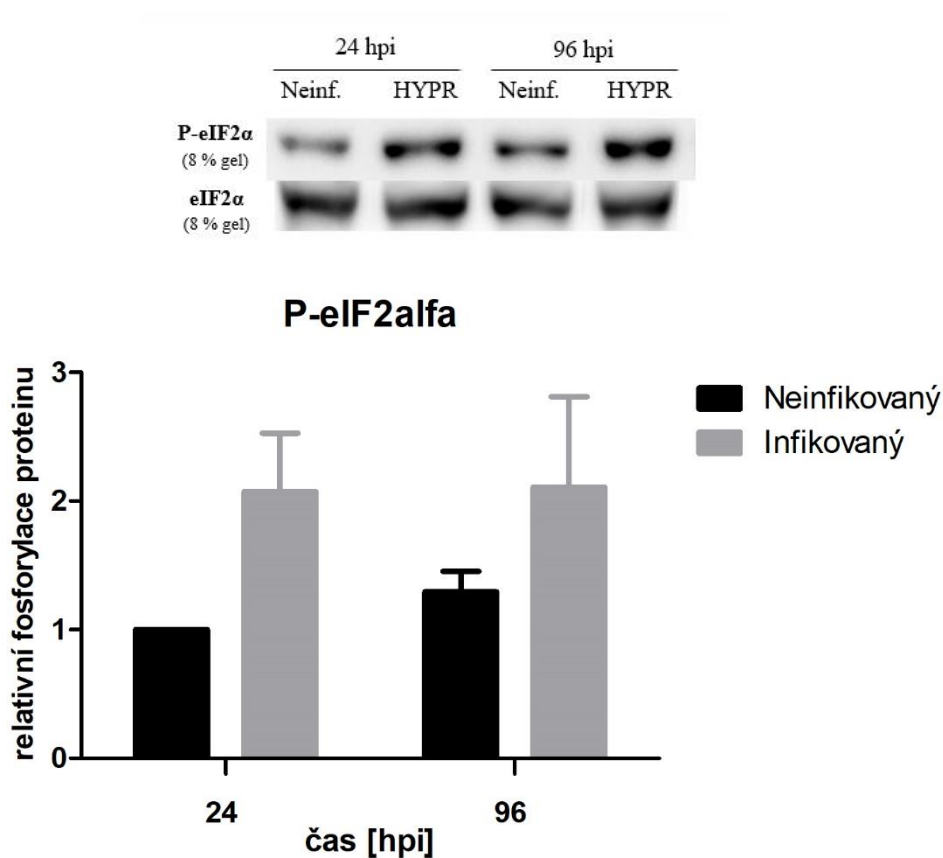 24 hpi 96 hpi
Neinf. HYPR Neinf. HYPR
P-eIF2α
(8 % gel)
eIF2α
(8 % gel)
P-eIF2alfa
relativní fosforylace proteinu
3
2
1
0
Neinfikovaný
Infikovaný
24 96
čas [hpi]